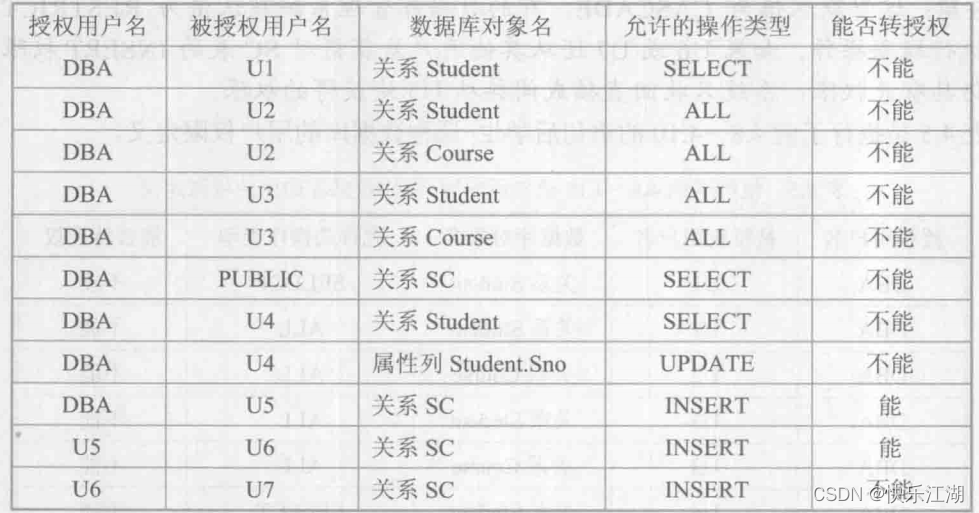 授权用户名 被授权用户名 数据库对象名 允许的操作类型 能否转授权
DBA U1 关系 Student SELECT 不能
DBA U2 关系 Student ALL 不能
DBA U2 关系 Course ALL 不能
DBA U3 关系 Student ALL 不能
DBA U3 关系 Course ALL 不能
DBA PUBLIC 关系 SC SELECT 不能
DBA U4 关系 Student SELECT 不能
DBA U4 属性列 Student.Sno UPDATE 不能
DBA U5 关系 SC INSERT 能
U5 U6 关系 SC INSERT 能
U6 U7 关系 SC INSERT 不能
CSDN @快乐江湖